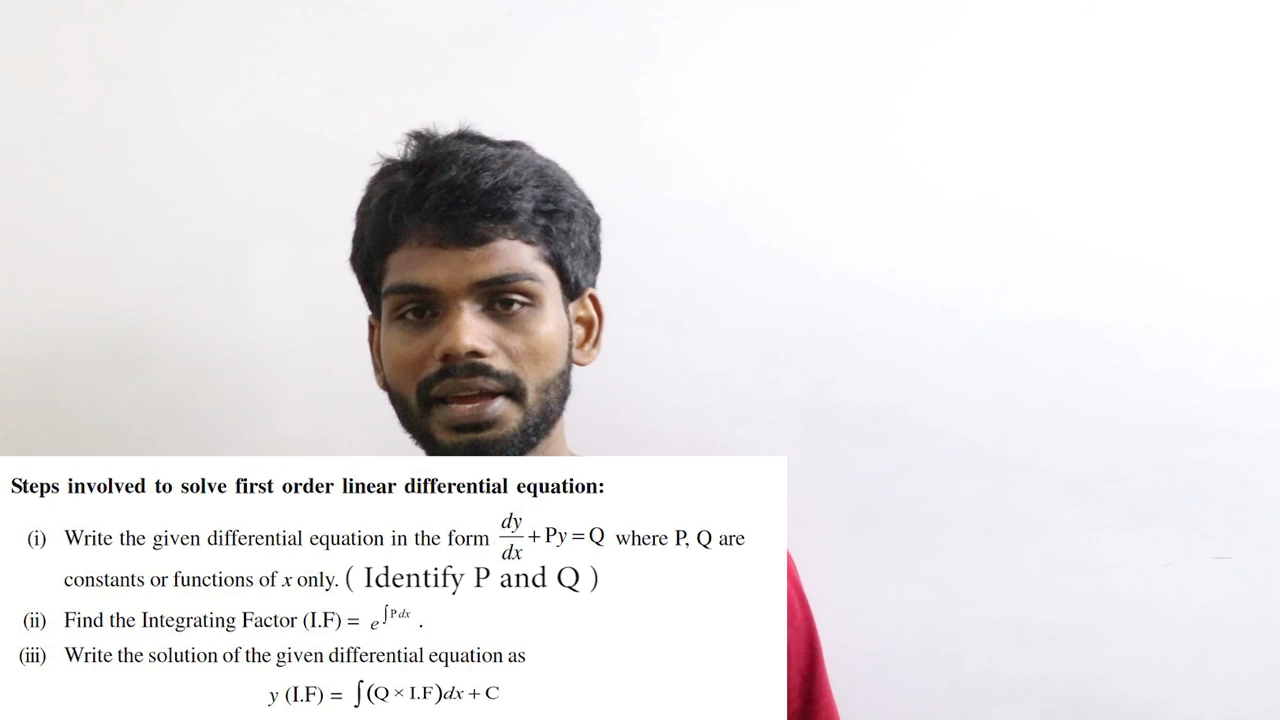 Steps involved to solve first order linear differential equation:
(i) Write the given differential equation in the form dy/dx + Py = Q where P, Q are
constants or functions of x only. ( Identify P and Q )
(ii) Find the Integrating Factor (I.F) = e^∫P dx .
(iii) Write the solution of the given differential equation as
y (I.F) = ∫(Q × I.F)dx + C